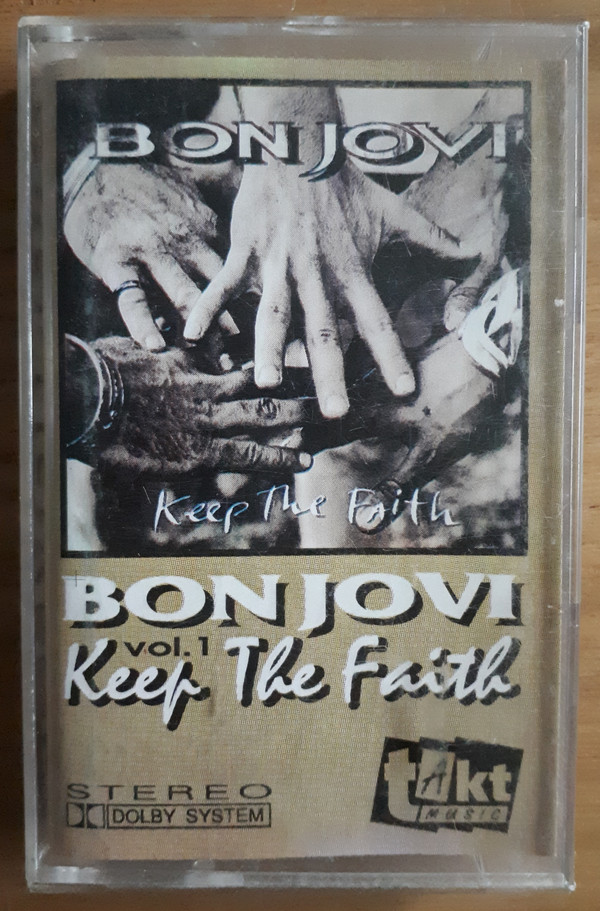 BON JOVI
Keep The Faith
BON JOVI
vol.1
Keep The Faith
STEREO
DOLBY SYSTEM
takt
MUSIC